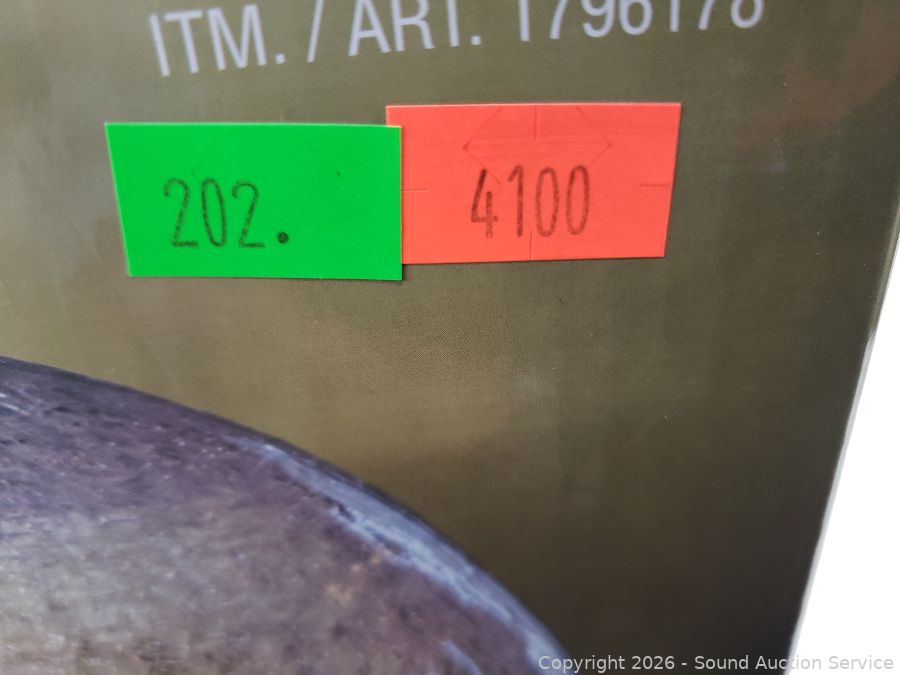 ITM. / ART. 1796178
202.
4100
Copyright © 2026 - Sound Auction Service